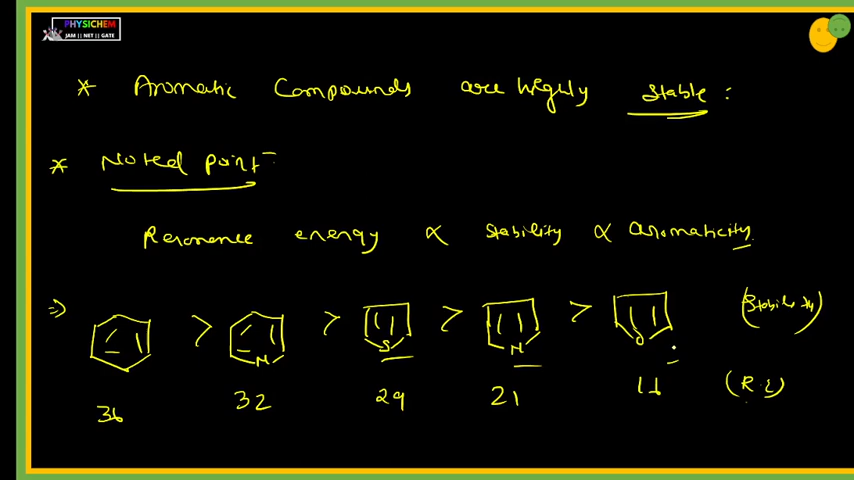 PHYSICHEM
JAM || NET || GATE
* Aromatic Compounds are highly stable :
* Noted point -
Resonence energy ∝ stability ∝ aromaticity
⇒ > N > S > N > O (stability)
36 32 29 21 16 (R.E)